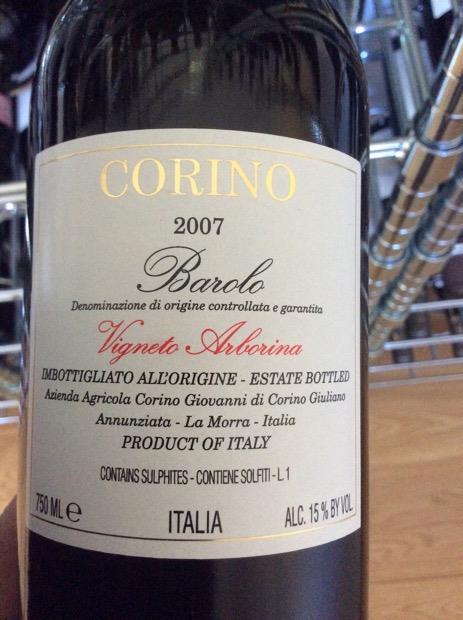 CORINO
2007
Barolo
Denominazione di origine controllata e garantita
Vigneto Arborina
IMBOTTIGLIATO ALL'ORIGINE - ESTATE BOTTLED
Azienda Agricola Corino Giovanni di Corino Giuliano
Annunziata - La Morra - Italia
PRODUCT OF ITALY
CONTAINS SULPHITES - CONTIENE SOLFITI - L 1
750 ML e ITALIA ALC. 15 % BY VOL.